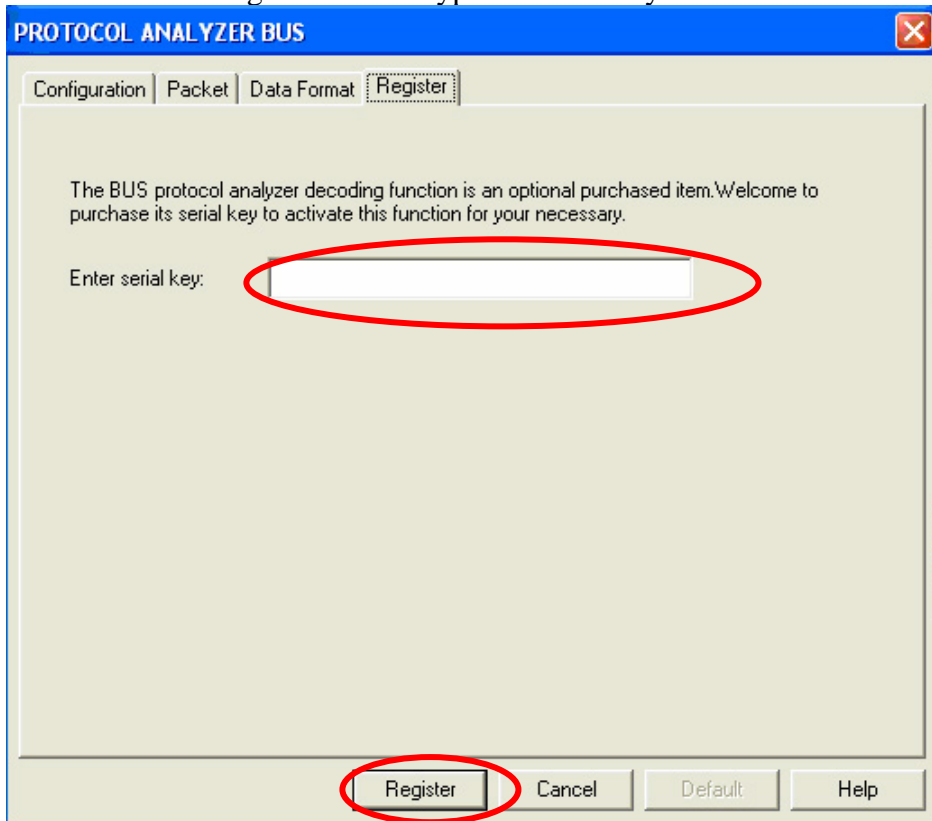 PROTOCOL ANALYZER BUS
Configuration Packet Data Format Register
The BUS protocol analyzer decoding function is an optional purchased item.Welcome to
purchase its serial key to activate this function for your necessary.
Enter serial key:
Register Cancel Default Help